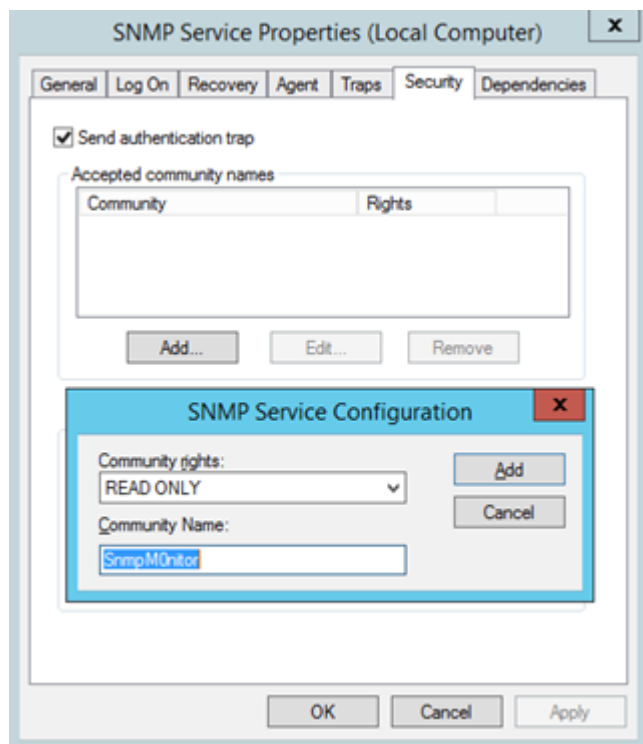 SNMP Service Properties (Local Computer)
x
General Log On Recovery Agent Traps Security Dependencies
Send authentication trap
Accepted community names
Community Rights
Add... Edit... Remove
SNMP Service Configuration
x
Community rights:
READ ONLY
Add
Community Name:
Cancel
SnmpM0nitor
OK Cancel Apply